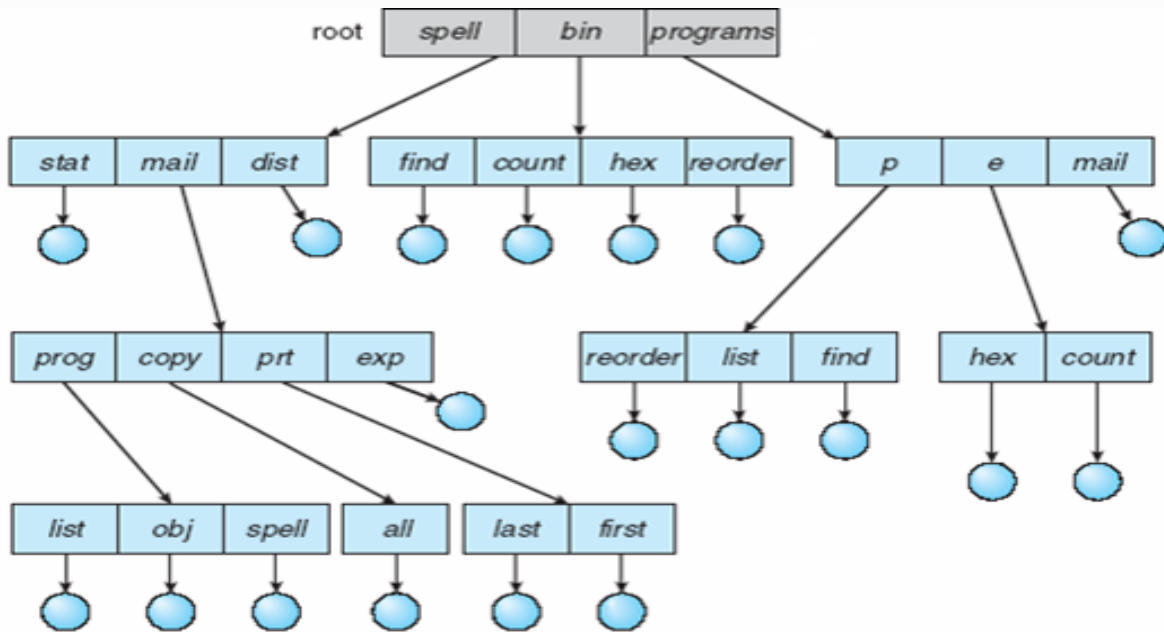 root spell bin programs
stat mail dist find count hex reorder p e mail
prog copy prt exp reorder list find hex count
list obj spell all last first